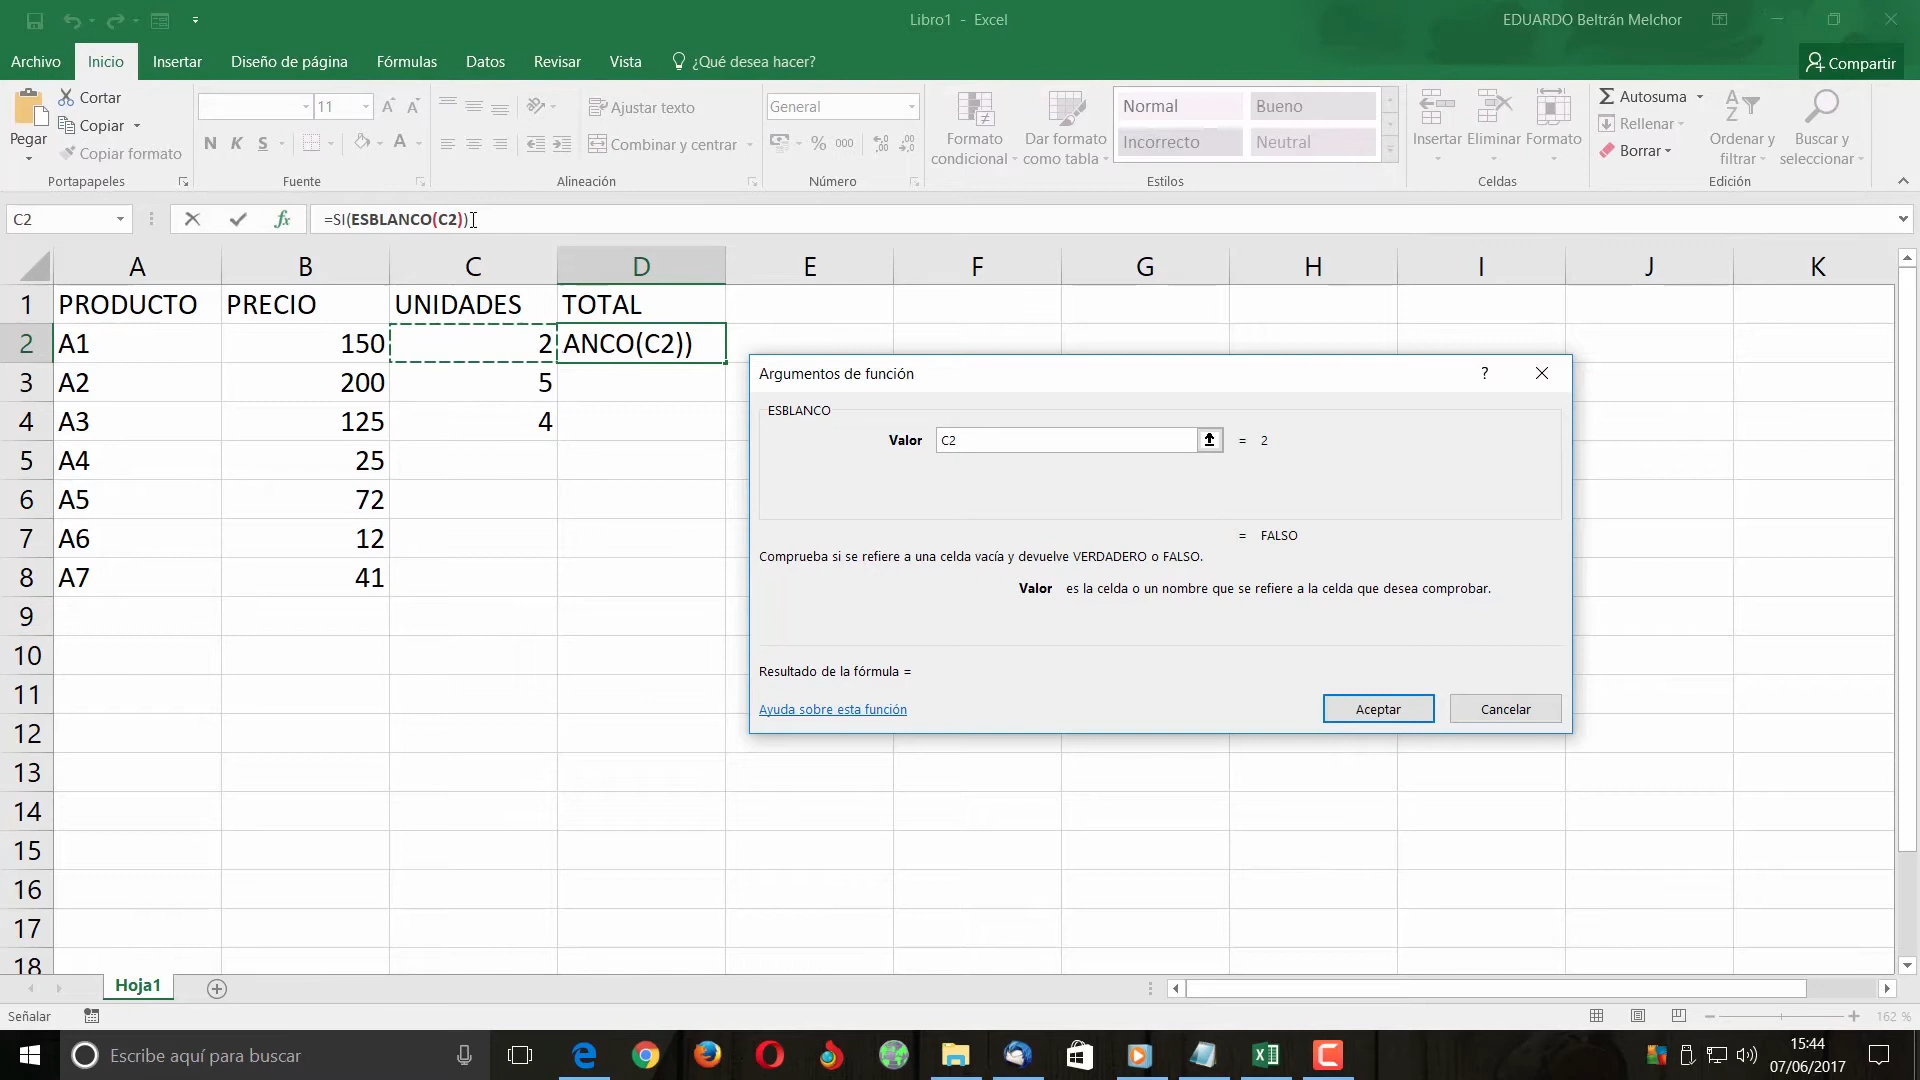 Libro1 - Excel
EDUARDO Beltrán Melchor
Archivo Inicio Insertar Diseño de página Fórmulas Datos Revisar Vista ¿Qué desea hacer? Compartir
Pegar
Cortar
Copiar
Copiar formato
Portapapeles
11
N K S
A
Fuente
Ajustar texto
Combinar y centrar
Alineación
General
% 000
Número
Formato condicional
Dar formato como tabla
Normal Bueno
Incorrecto Neutral
Estilos
Insertar Eliminar Formato
Celdas
Autosuma
Rellenar
Borrar
Ordenar y filtrar
Buscar y seleccionar
Edición
C2
fx
=SI(ESBLANCO(C2))
A B C D E F G H I J K
1 PRODUCTO PRECIO UNIDADES TOTAL
2 A1 150 2 ANCO(C2))
3 A2 200 5
4 A3 125 4
5 A4 25
6 A5 72
7 A6 12
8 A7 41
9
10
11
12
13
14
15
16
17
18
Argumentos de función ?
ESBLANCO
Valor C2 = 2
= FALSO
Comprueba si se refiere a una celda vacía y devuelve VERDADERO o FALSO.
Valor es la celda o un nombre que se refiere a la celda que desea comprobar.
Resultado de la fórmula =
Ayuda sobre esta función
Aceptar Cancelar
Hoja1
Señalar
162 %
Escribe aquí para buscar
15:44
07/06/2017